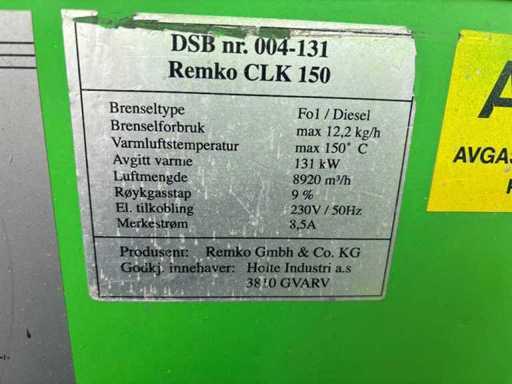 DSB nr. 004-131
Remko CLK 150
Brenseltype Fo1 / Diesel
Brenselforbruk max 12,2 kg/h
Varmluftstemperatur max 150° C
Avgitt varme 131 kW
Luftmengde 8920 m³/h
Røykgasstap 9 %
El. tilkobling 230V / 50Hz
Merkestrøm 3,5A
Produsent: Remko Gmbh & Co. KG
Godkj. innehaver: Holte Industri a.s
3810 GVARV
A
AVGAS